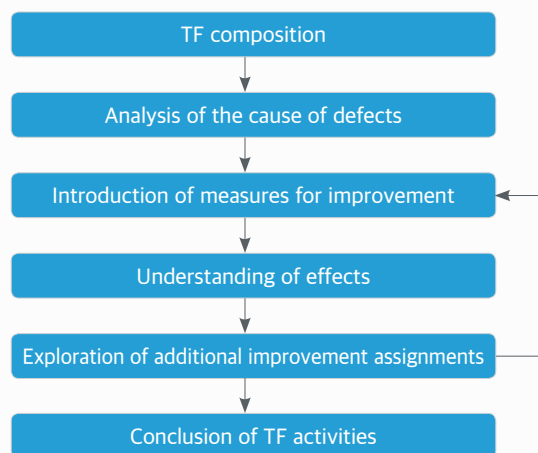 TF composition
Analysis of the cause of defects
Introduction of measures for improvement
Understanding of effects
Exploration of additional improvement assignments
Conclusion of TF activities